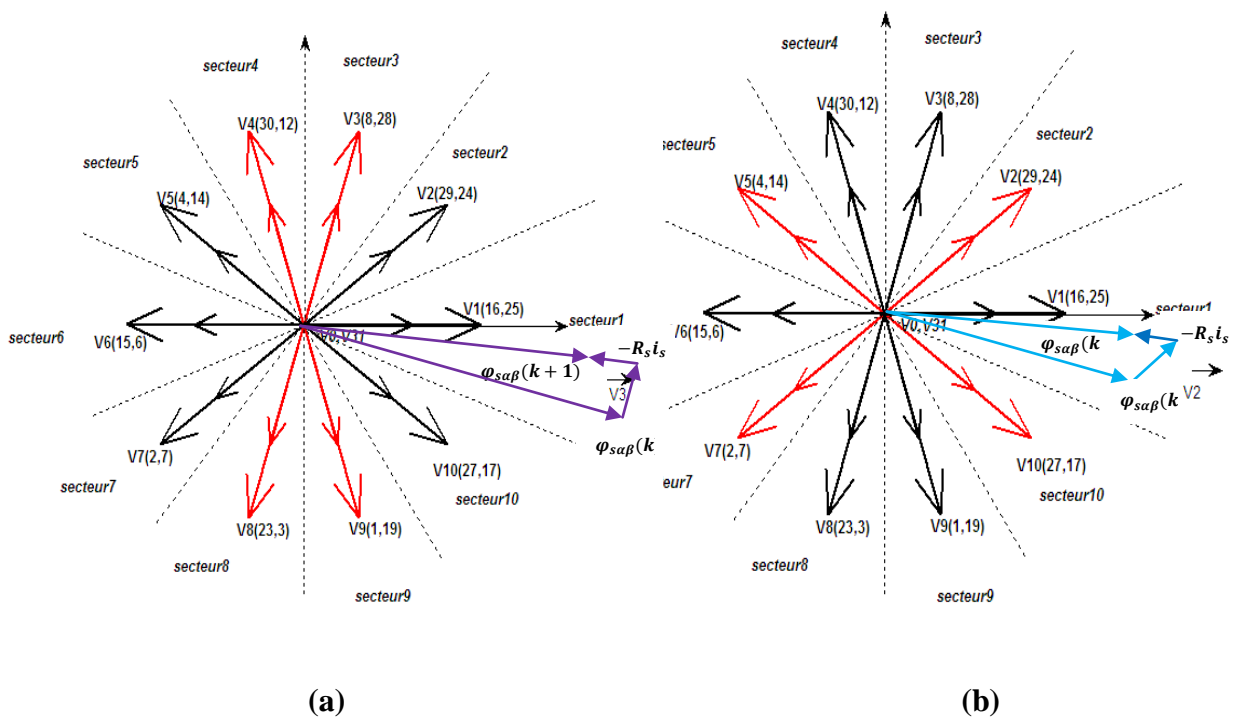 secteur4
secteur3
V4(30,12)
V3(8,28)
secteur5
secteur2
V5(4,14)
V2(29,24)
V1(16,25)
secteur1
V0,V31
secteur6
V6(15,6)
−Rₛiₛ
φsαβ(k + 1)
V3
φsαβ(k
V7(2,7)
V10(27,17)
secteur7
secteur10
V8(23,3)
V9(1,19)
secteur8
secteur9
(a)
secteur4
secteur3
V4(30,12)
V3(8,28)
secteur5
secteur2
V5(4,14)
V2(29,24)
V1(16,25)
secteur1
V0,V31
/6(15,6)
−Rₛiₛ
φsαβ(k
V2
φsαβ(k
V7(2,7)
V10(27,17)
eur7
secteur10
V8(23,3)
V9(1,19)
secteur8
secteur9
(b)